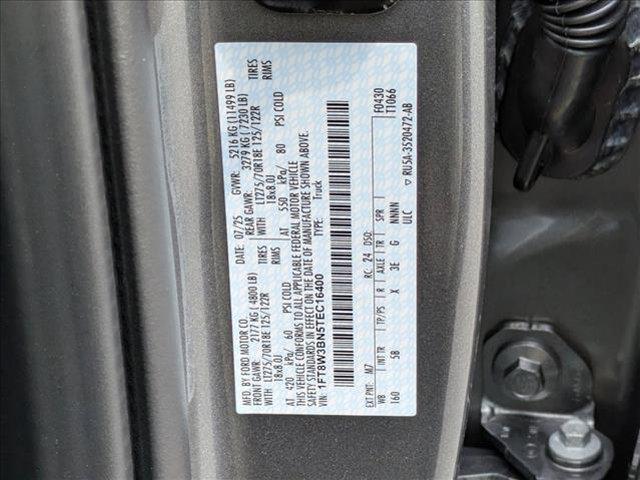 MFD. BY FORD MOTOR CO.
DATE: 07/25 GVWR: 5216 KG (11499 LB)
FRONT GAWR: 2177 KG (4800 LB) REAR GAWR: 3279 KG (7230 LB)
WITH LT275/70R18E 125/122R TIRES WITH LT275/70R18E 125/122R TIRES
18x8.0J RIMS 18x8.0J RIMS
AT 420 kPa/ 60 PSI COLD AT 550 kPa/ 80 PSI COLD
THIS VEHICLE CONFORMS TO ALL APPLICABLE FEDERAL MOTOR VEHICLE
SAFETY STANDARDS IN EFFECT ON THE DATE OF MANUFACTURE SHOWN ABOVE.
VIN: 1FT8W3BN5TEC16400
TYPE: Truck
F0430
T1066
EXT PNT: M7 RC: 24 DSO:
WB INT TR TP/PS R AXLE TR SPR
160 5B X 3E G NNNN
ULC
RU5A-3520472-AB